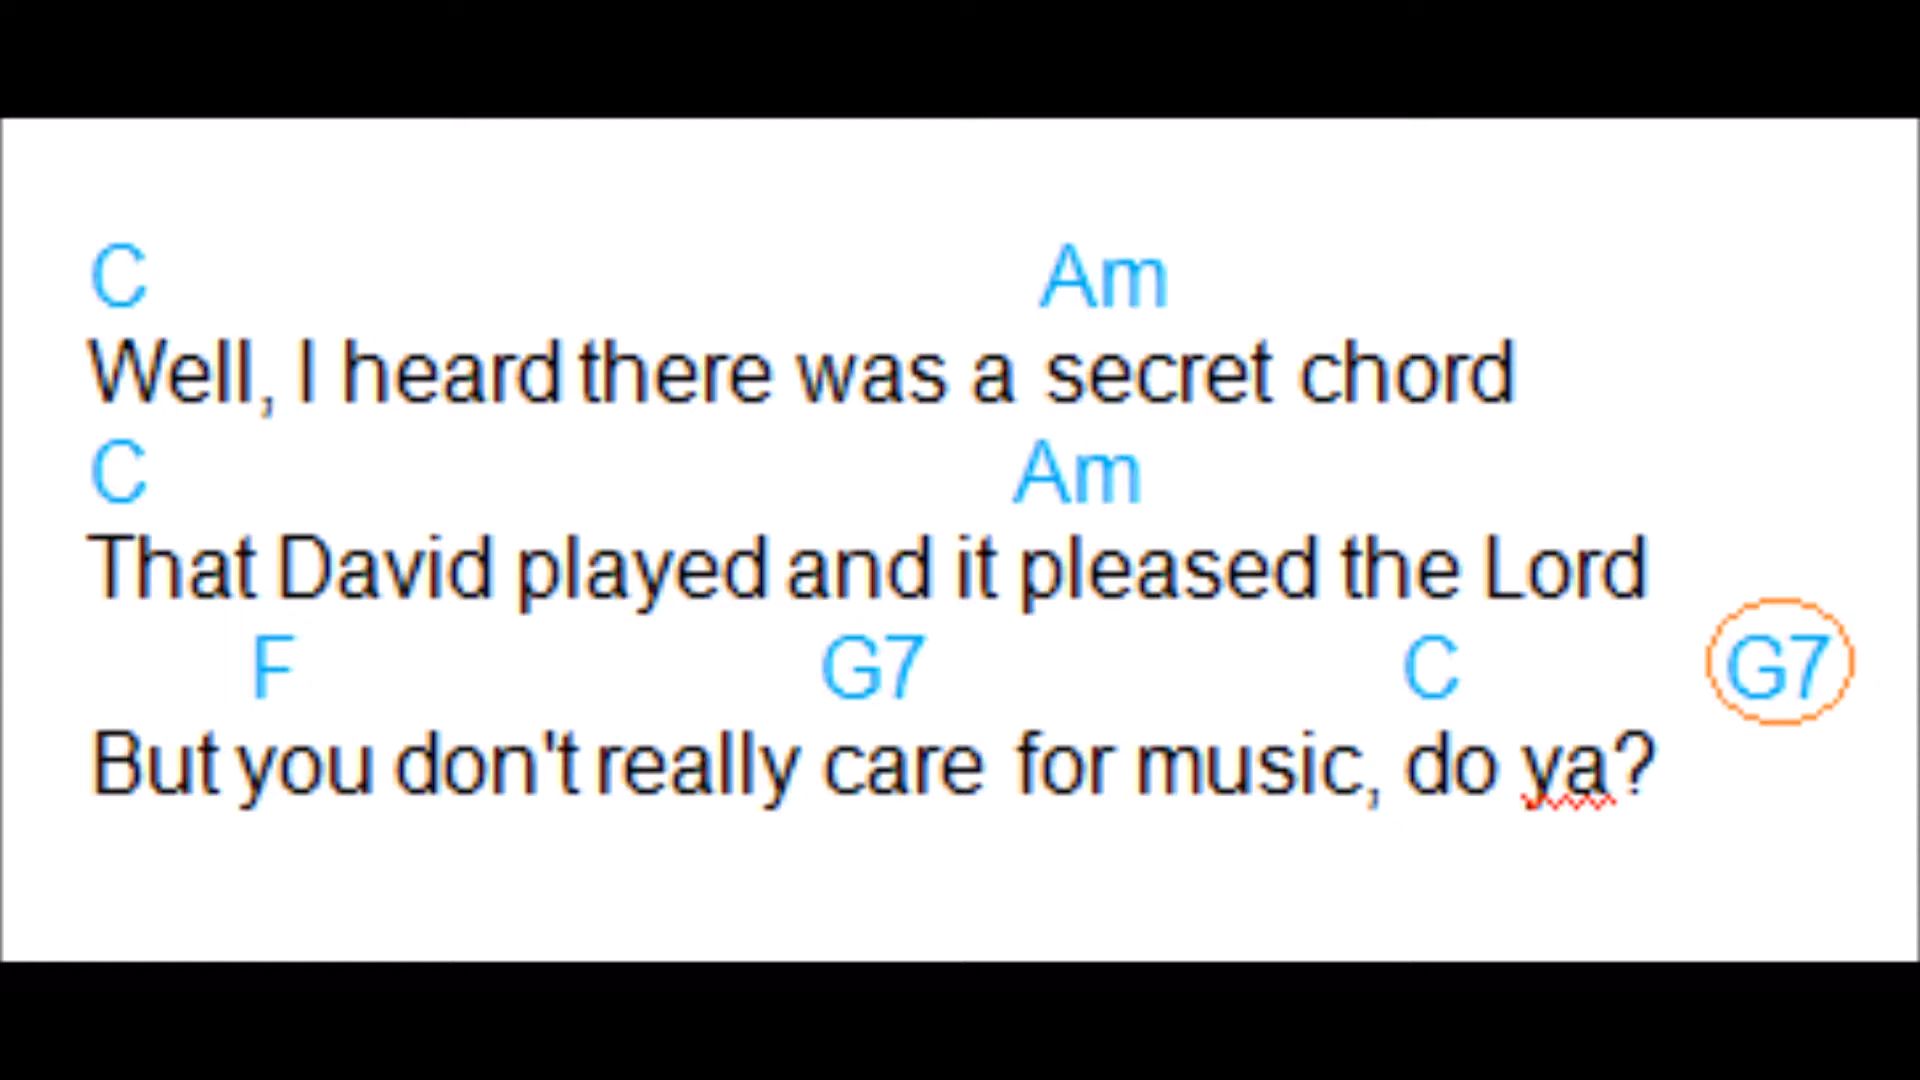 C Am
Well, I heard there was a secret chord
C Am
That David played and it pleased the Lord
F G7 C G7
But you don't really care for music, do ya?